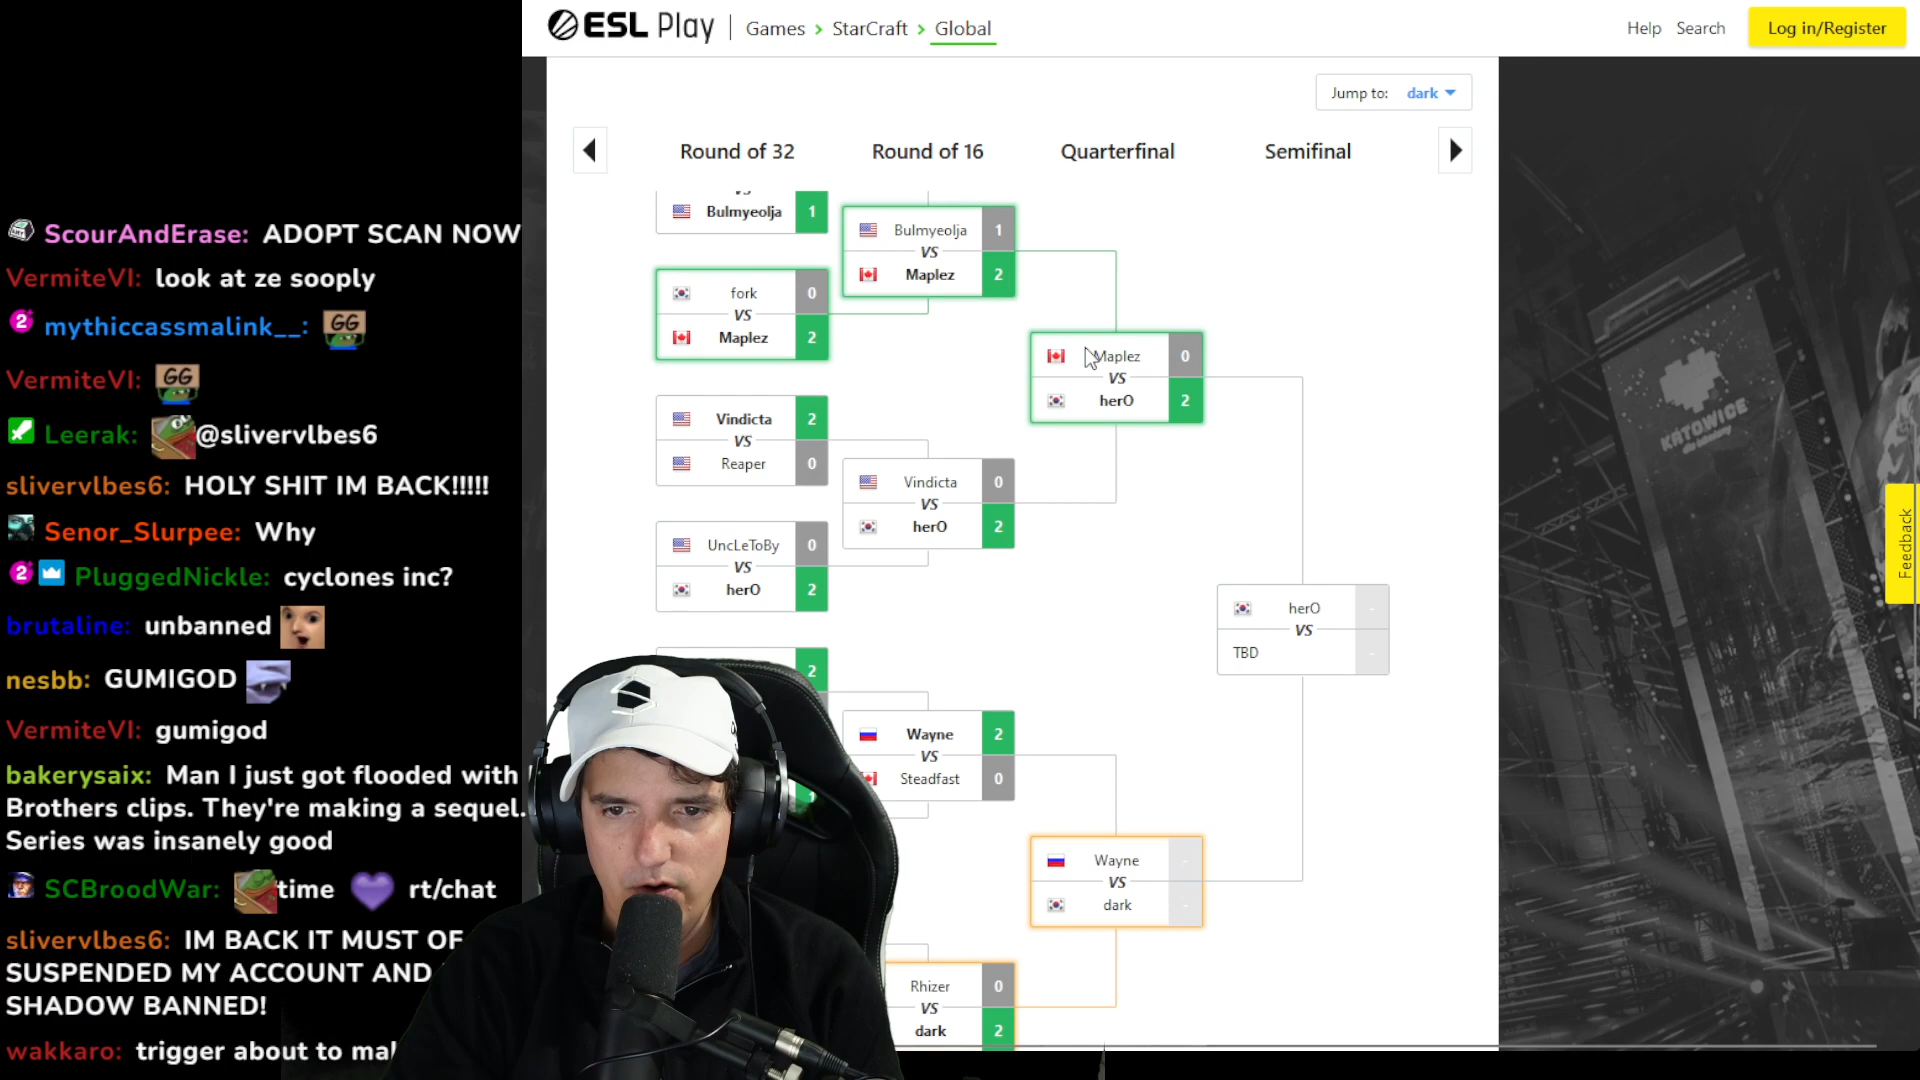 ESL Play
Games > StarCraft > Global
Help
Search
Log in/Register
Jump to: dark
Round of 32
Round of 16
Quarterfinal
Semifinal
Bulmyeolja 1
fork 0
VS
Maplez 2
Vindicta 2
VS
Reaper 0
UncLeToBy 0
VS
herO 2
2
1
Bulmyeolja 1
VS
Maplez 2
Vindicta 0
VS
herO 2
Wayne 2
VS
Steadfast 0
Rhizer 0
VS
dark 2
Maplez 0
VS
herO 2
Wayne -
VS
dark -
herO -
VS
TBD -
Feedback
KATOWICE
ScourAndErase: ADOPT SCAN NOW
VermiteVI: look at ze sooply
2 mythiccassmalink__: GG
VermiteVI: GG
Leerak: @slivervlbes6
slivervlbes6: HOLY SHIT IM BACK!!!!!
Senor_Slurpee: Why
2 PluggedNickle: cyclones inc?
brutaline: unbanned
nesbb: GUMIGOD
VermiteVI: gumigod
bakerysaix: Man I just got flooded with
Brothers clips. They're making a sequel.
Series was insanely good
SCBroodWar: time rt/chat
slivervlbes6: IM BACK IT MUST OF
SUSPENDED MY ACCOUNT AND
SHADOW BANNED!
wakkaro: trigger about to